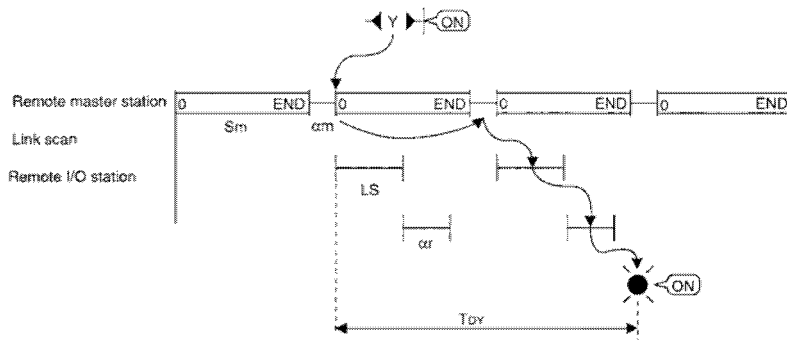 Y ON
Remote master station 0 END 0 END 0 END 0 END
Sm αm
Link scan
Remote I/O station
LS
αr
ON
TDY